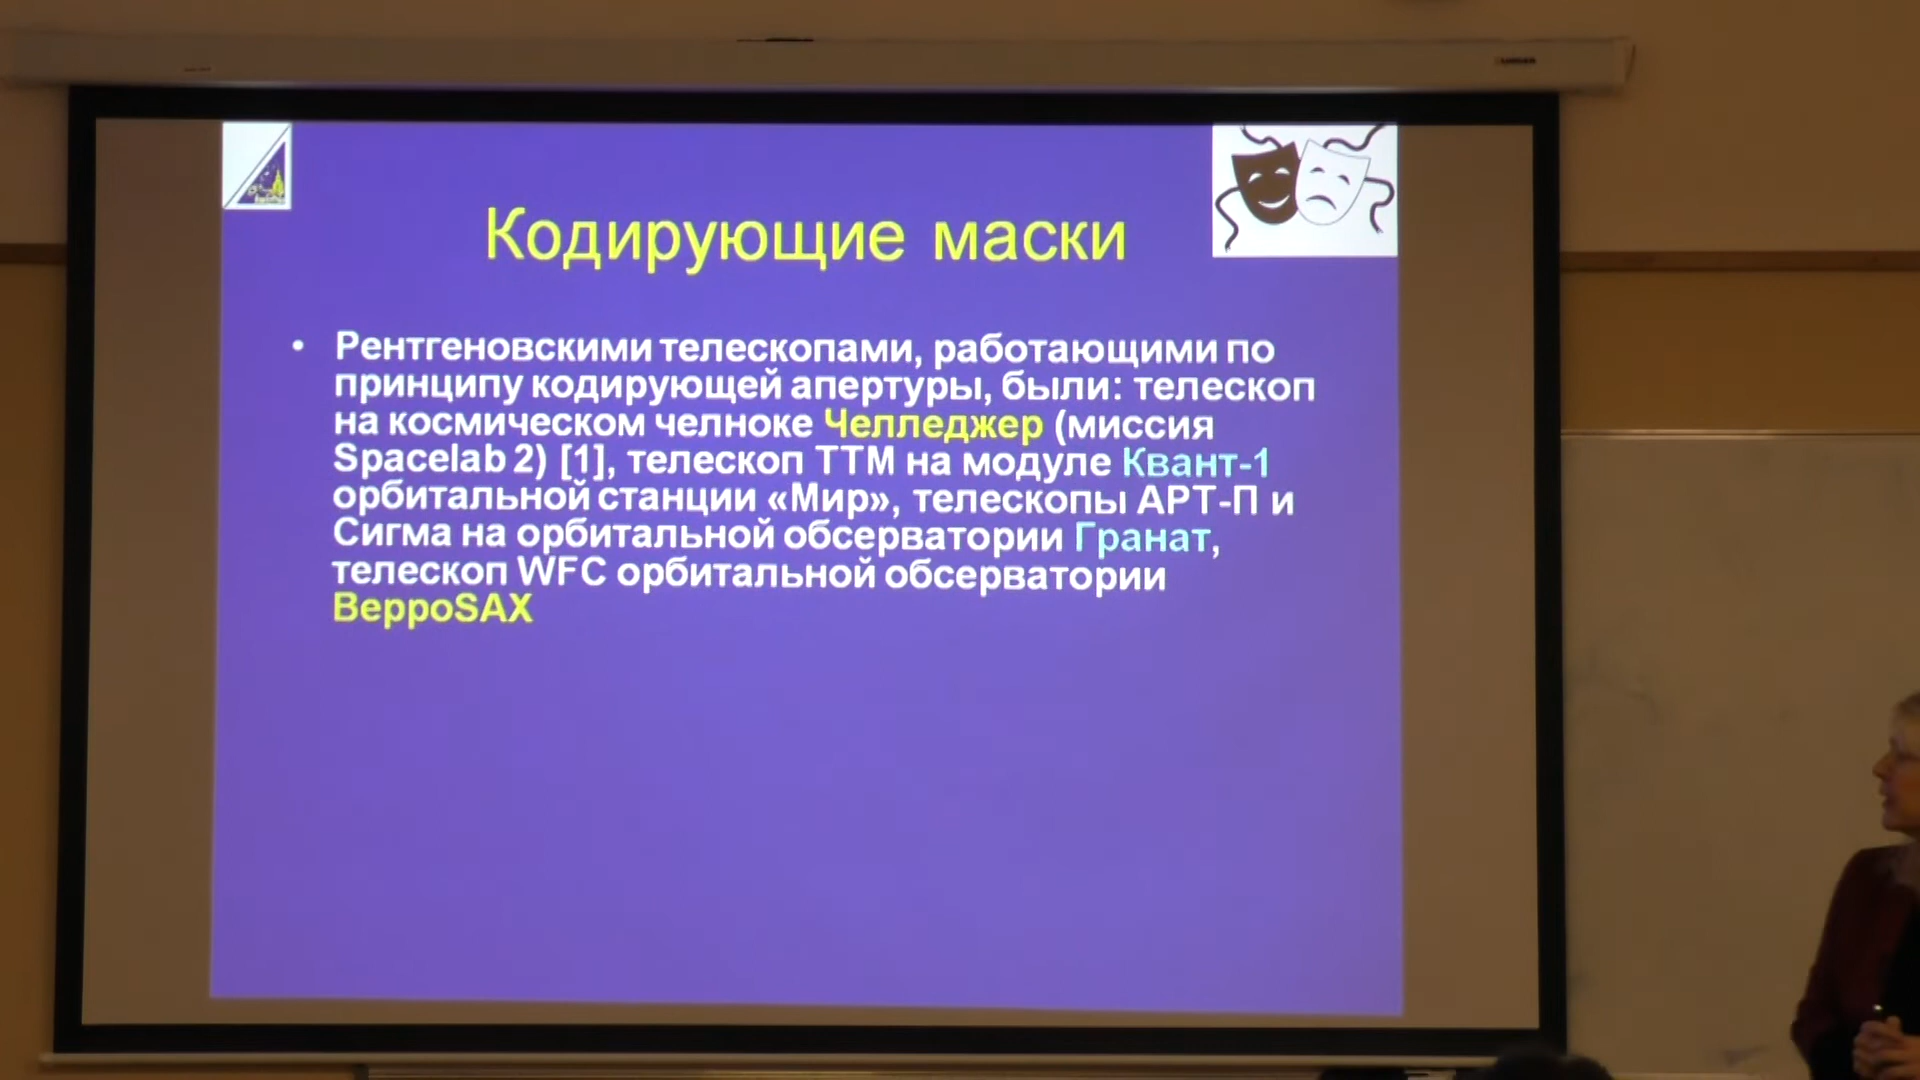 Кодирующие маски
• Рентгеновскими телескопами, работающими по
принципу кодирующей апертуры, были: телескоп
на космическом челноке Челледжер (миссия
Spacelab 2) [1], телескоп ТТМ на модуле Квант-1
орбитальной станции «Мир», телескопы АРТ-П и
Сигма на орбитальной обсерватории Гранат,
телескоп WFC орбитальной обсерватории
BeppoSAX